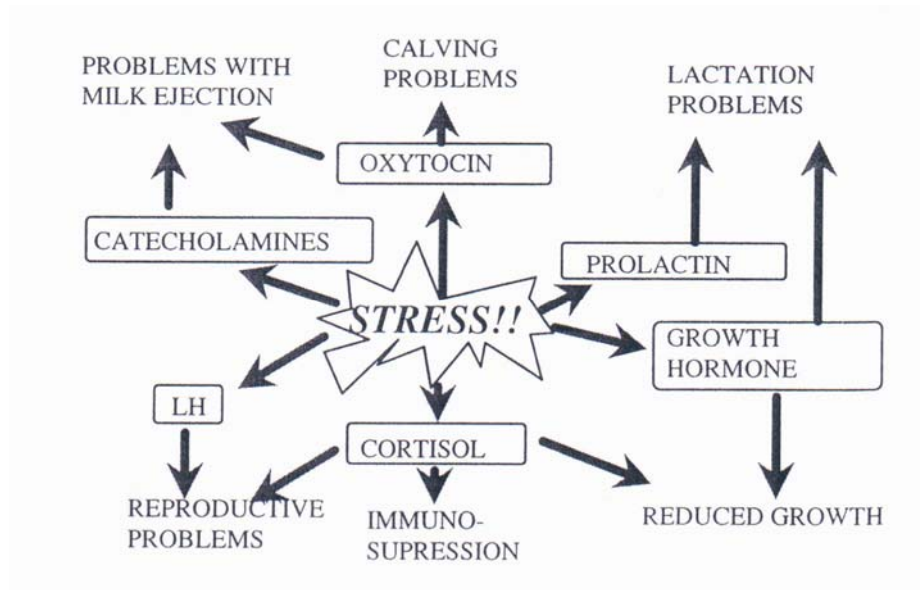 CALVING
PROBLEMS
PROBLEMS WITH
MILK EJECTION
LACTATION
PROBLEMS
OXYTOCIN
CATECHOLAMINES
PROLACTIN
STRESS!!
GROWTH
HORMONE
LH
CORTISOL
REPRODUCTIVE
PROBLEMS
IMMUNO-
SUPRESSION
REDUCED GROWTH